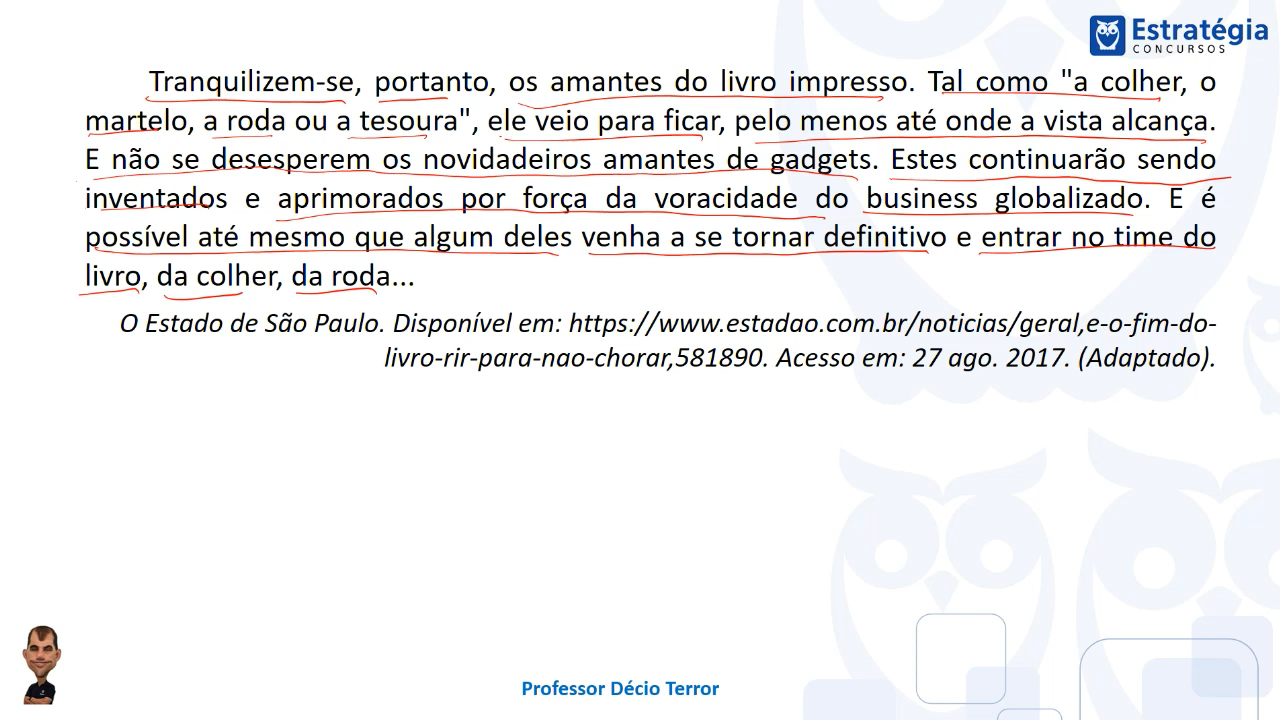 Estratégia
CONCURSOS
Tranquilizem-se, portanto, os amantes do livro impresso. Tal como "a colher, o
martelo, a roda ou a tesoura", ele veio para ficar, pelo menos até onde a vista alcança.
E não se desesperem os novidadeiros amantes de gadgets. Estes continuarão sendo
inventados e aprimorados por força da voracidade do business globalizado. E é
possível até mesmo que algum deles venha a se tornar definitivo e entrar no time do
livro, da colher, da roda...
O Estado de São Paulo. Disponível em: https://www.estadao.com.br/noticias/geral,e-o-fim-do-
livro-rir-para-nao-chorar,581890. Acesso em: 27 ago. 2017. (Adaptado).
Professor Décio Terror